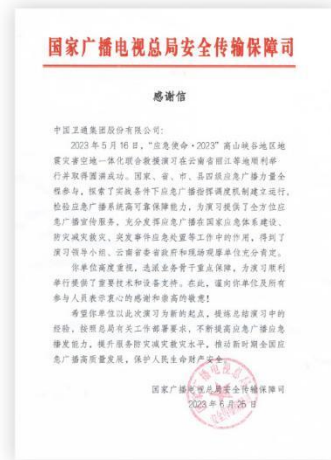 国家广播电视总局安全传输保障司
感谢信
中国卫通集团股份有限公司:
2023年5月16日,“应急使命·2023”高山峡谷地区地
震灾害空地一体化联合救援演习在云南省丽江等地顺利举
行并取得圆满成功。国家、省、市、县四级应急广播力量全
程参与,探索了实战条件下应急广播指挥调度机制建立运行,
检验应急广播系统高可靠保障能力,为演习提供了全方位应
急广播宣传服务,充分发挥应急广播在国家应急体系建设、
防灾减灾救灾、突发事件应急处置等工作中的作用,得到了
演习领导小组、云南省委省政府和现场观摩单位充分肯定。
你单位高度重视,选派业务骨干重点保障,为演习顺利
举行提供了重要技术和设备支持。在此,谨向你单位及所有
参与人员表示衷心的感谢和崇高的敬意!
希望你单位以此次演习为新的起点,提炼总结演习中的
经验,按照总局有关工作部署要求,不断提高应急广播应急
播发能力,提升服务防灾减灾救灾水平,推动新时期全国应
急广播高质量发展,保护人民生命财产安全。
国家广播电视总局安全传输保障司
2023年6月26日